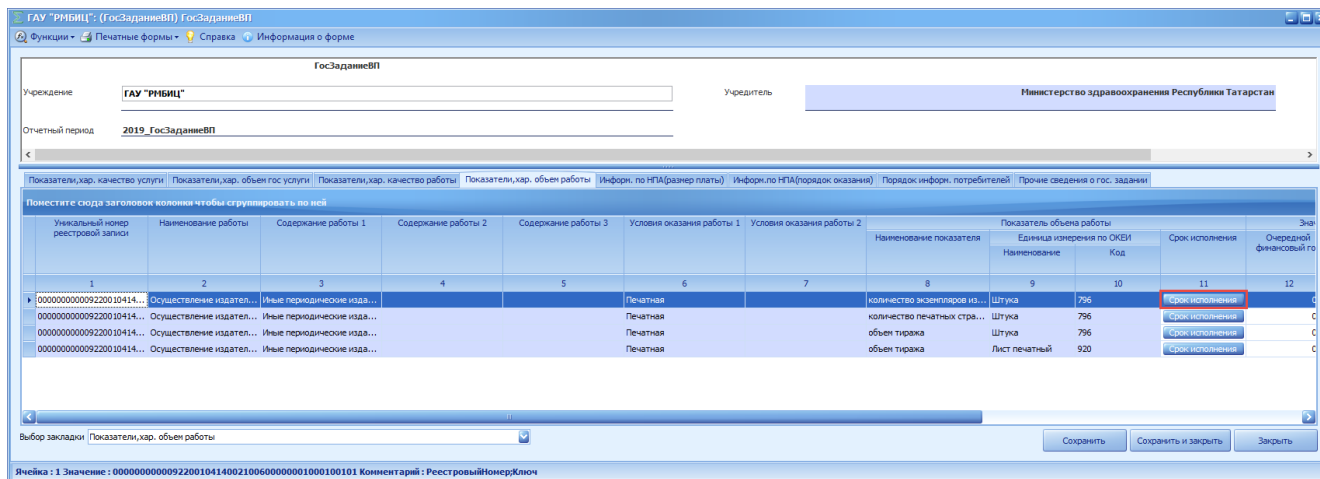 ГАУ "РМБИЦ": (ГосЗаданиеВП) ГосЗаданиеВП
Функции Печатные формы Справка Информация о форме
ГосЗаданиеВП
Учреждение ГАУ "РМБИЦ" Учредитель Министерство здравоохранения Республики Татарстан
Отчетный период 2019_ГосЗаданиеВП
Показатели,хар. качество услуги Показатели,хар. объем гос услуги Показатели,хар. качество работы Показатели,хар. объем работы Информ. по НПА(размер платы) Информ.по НПА(порядок оказания) Порядок информ. потребителей Прочие сведения о гос. задании
Поместите сюда заголовок колонки чтобы сгруппировать по ней
Уникальный номер Наименование работы Содержание работы 1 Содержание работы 2 Содержание работы 3 Условия оказания работы 1 Условия оказания работы 2 Показатель объема работы Знач
реестровой записи Наименование показателя Единица измерения по ОКЕИ Срок исполнения Очередной
финансовый го
Наименование Код
1 2 3 4 5 6 7 8 9 10 11 12
00000000009220010414... Осуществление издател... Иные периодические изда... Печатная количество экземпляров из... Штука 796 Срок исполнения 0
00000000009220010414... Осуществление издател... Иные периодические изда... Печатная количество печатных стра... Штука 796 Срок исполнения 0
00000000009220010414... Осуществление издател... Иные периодические изда... Печатная объем тиража Штука 796 Срок исполнения 0
00000000009220010414... Осуществление издател... Иные периодические изда... Печатная объем тиража Лист печатный 920 Срок исполнения 0
Выбор закладки Показатели,хар. объем работы Сохранить Сохранить и закрыть Закрыть
Ячейка : 1 Значение : 000000000009220010414002100600000001000100101 Комментарий : РеестровыйНомер;Ключ